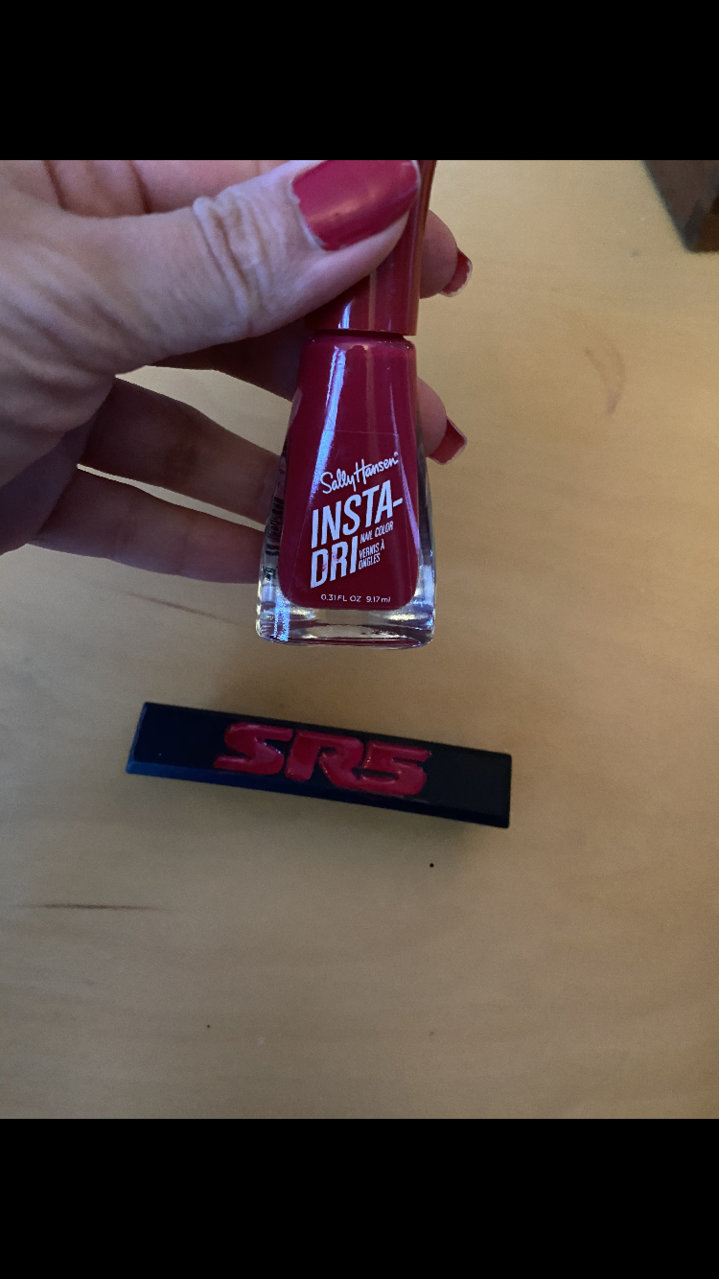 Sally Hansen
INSTA-
DRI
NAIL COLOR
VERNIS À
ONGLES
0.31 FL OZ 9.17 ml
SR5